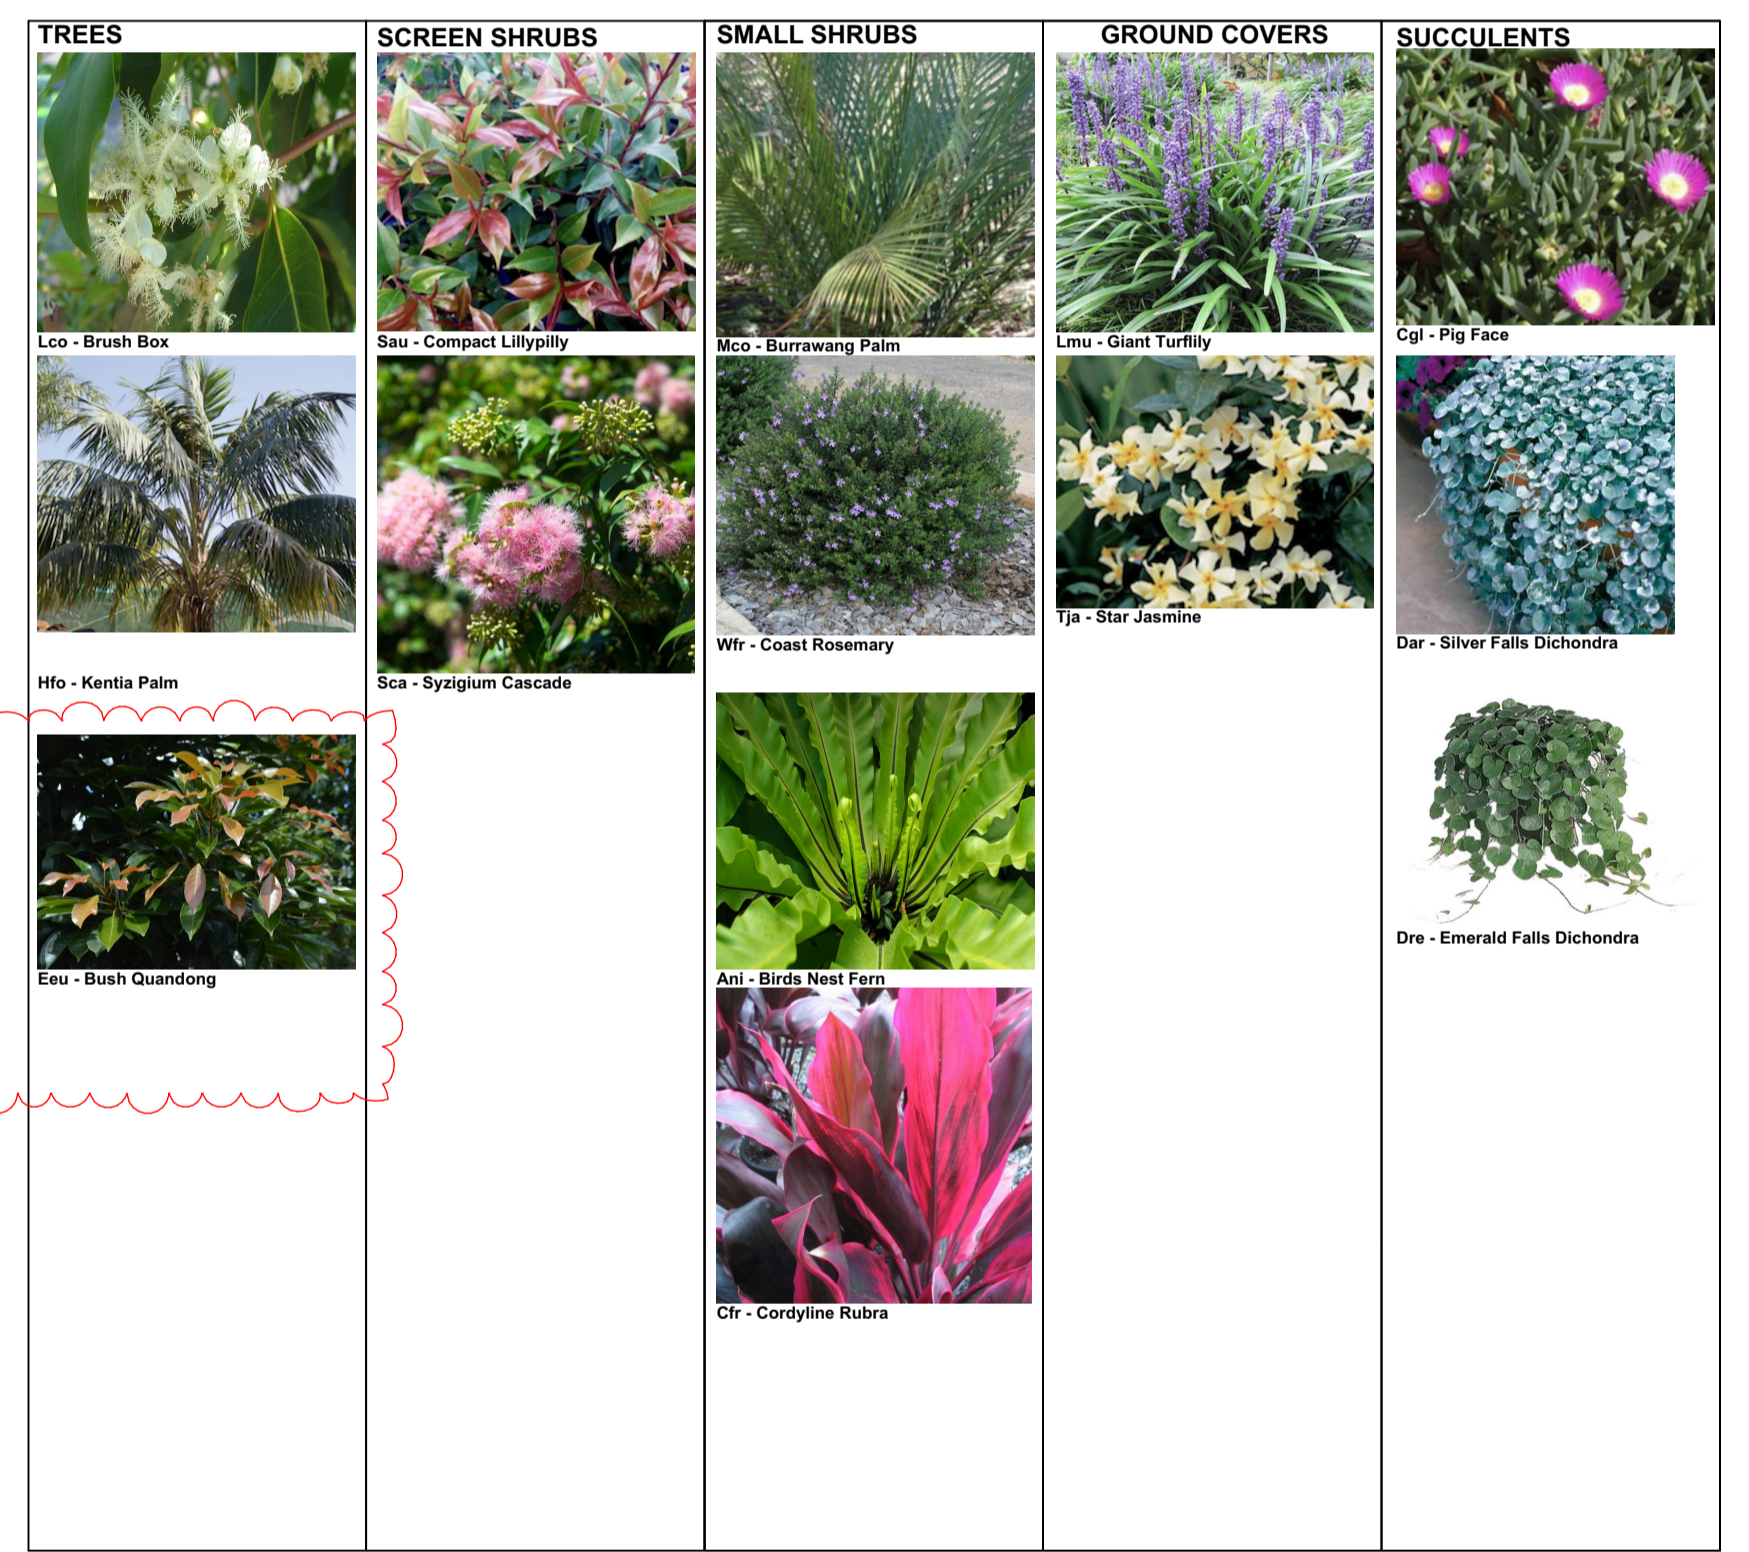 TREES
Lco - Brush Box
Hfo - Kentia Palm
Eeu - Bush Quandong
SCREEN SHRUBS
Sau - Compact Lillypilly
Sca - Syzigium Cascade
SMALL SHRUBS
Mco - Burrawang Palm
Wfr - Coast Rosemary
Ani - Birds Nest Fern
Cfr - Cordyline Rubra
GROUND COVERS
Lmu - Giant Turflily
Tja - Star Jasmine
SUCCULENTS
Cgl - Pig Face
Dar - Silver Falls Dichondra
Dre - Emerald Falls Dichondra